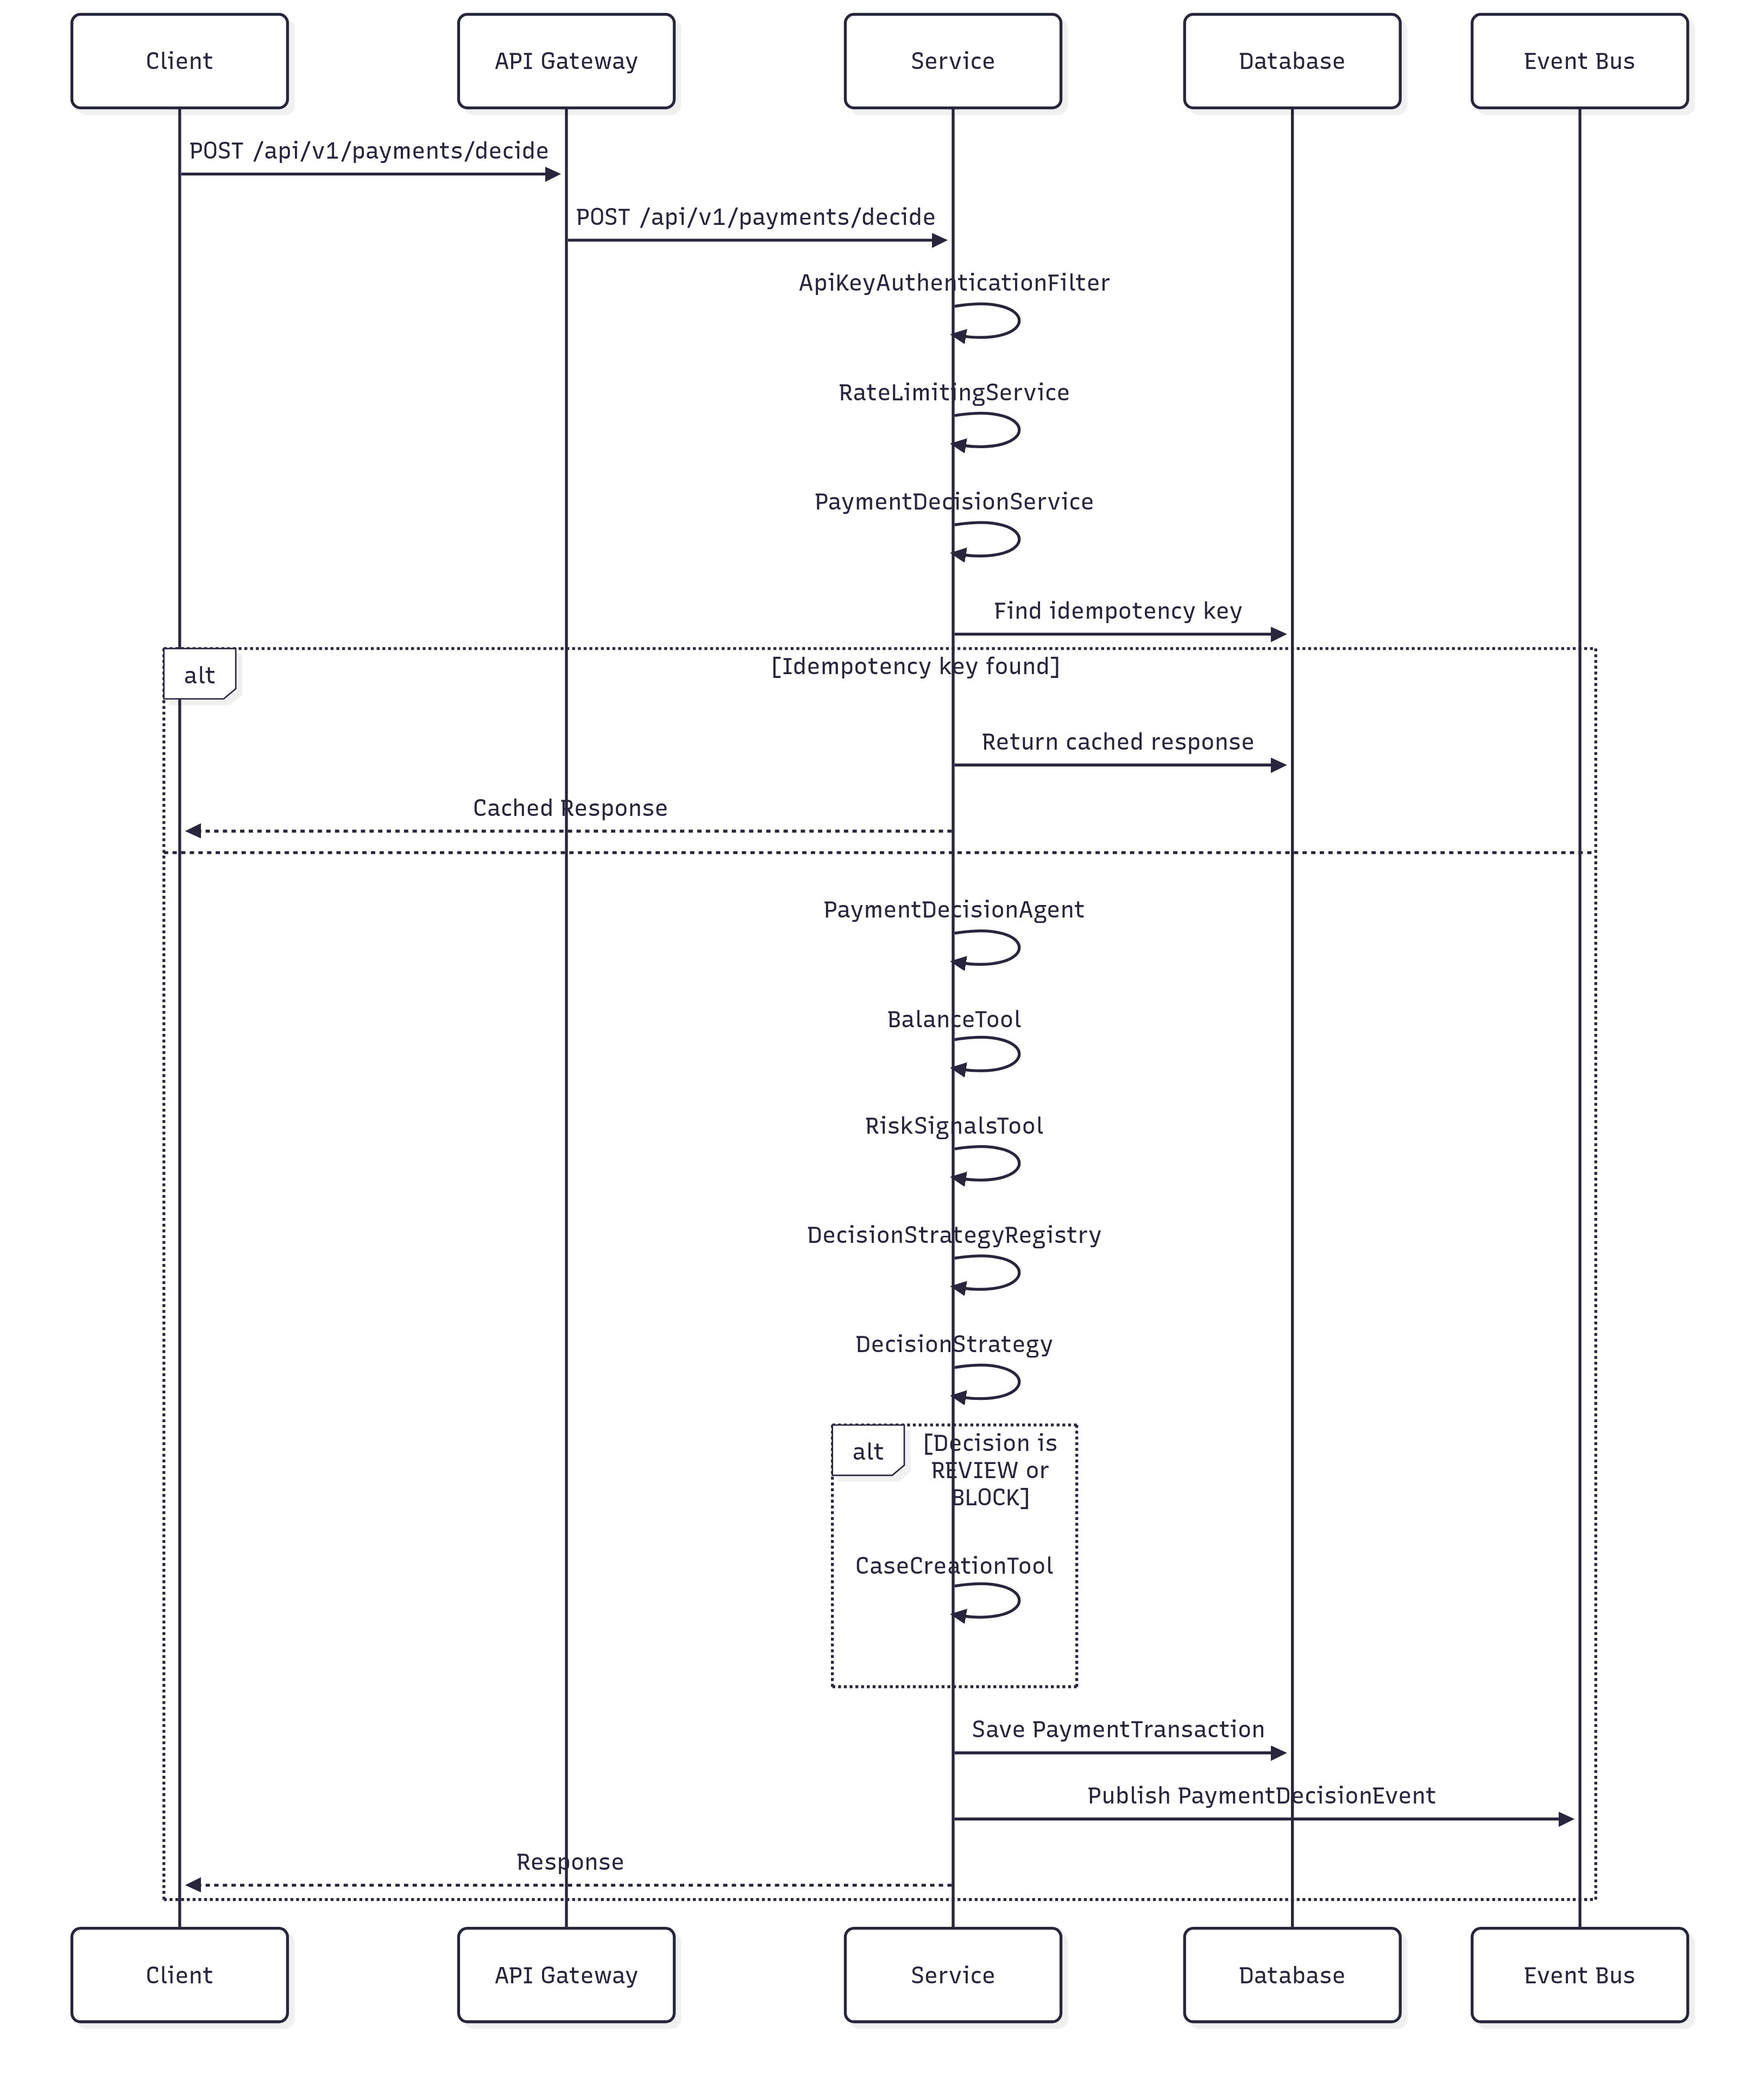 Client
API Gateway
Service
Database
Event Bus
POST /api/v1/payments/decide
POST /api/v1/payments/decide
ApiKeyAuthenticationFilter
RateLimitingService
PaymentDecisionService
Find idempotency key
alt
[Idempotency key found]
Return cached response
Cached Response
PaymentDecisionAgent
BalanceTool
RiskSignalsTool
DecisionStrategyRegistry
DecisionStrategy
alt
[Decision is
REVIEW or
BLOCK]
CaseCreationTool
Save PaymentTransaction
Publish PaymentDecisionEvent
Response
Client
API Gateway
Service
Database
Event Bus